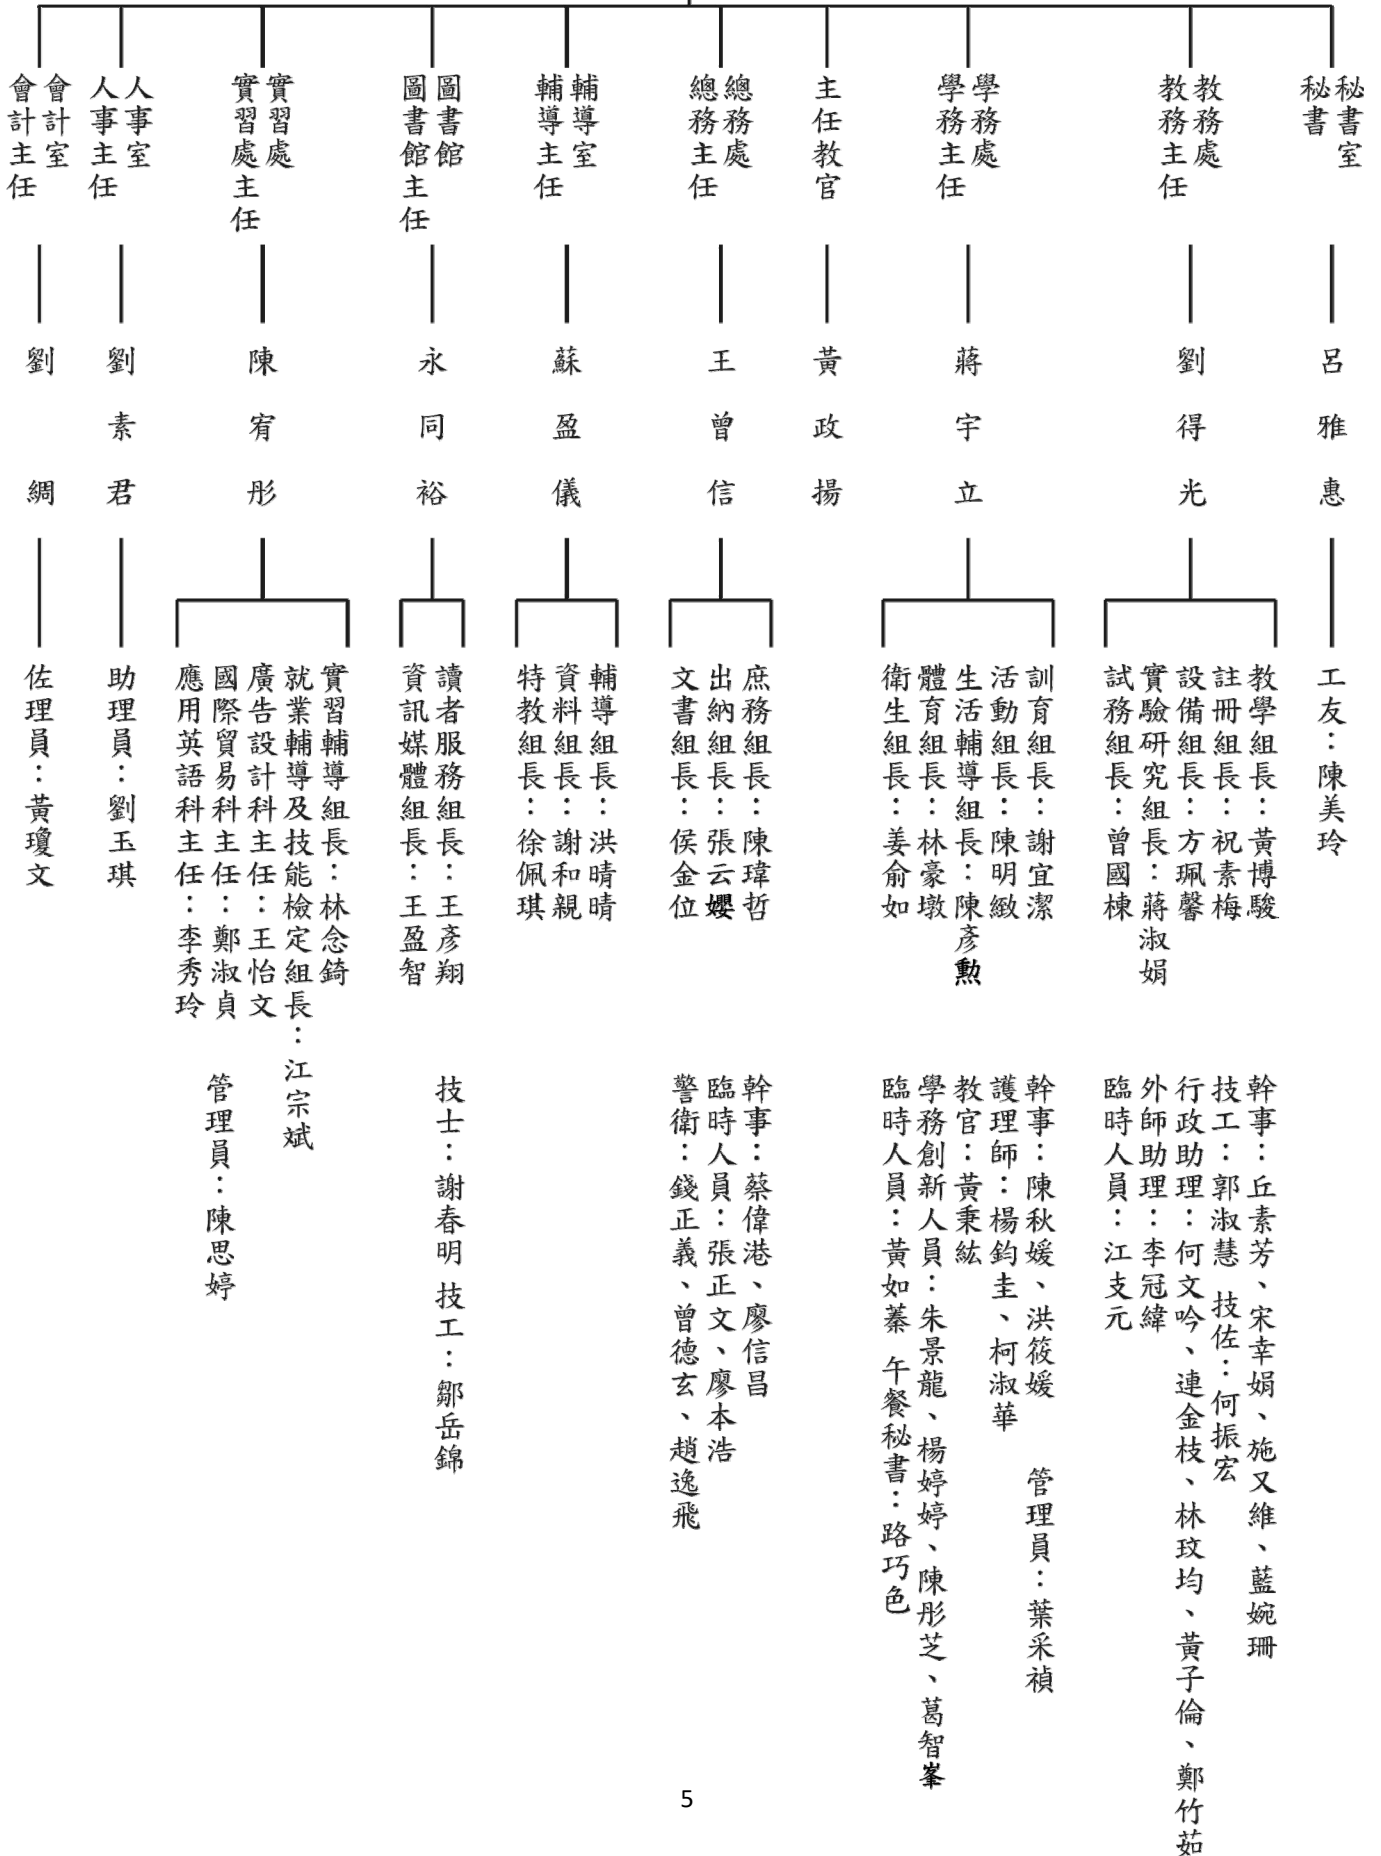 秘書室
秘書
呂雅惠
工友：陳美玲
教務處
教務主任
劉得光
教學組長：黃博駿
註冊組長：祝素梅
設備組長：方珮馨
實驗研究組長：蔣淑娟
試務組長：曾國棟
幹事：丘素芳、宋幸娟、施又維、藍婉珊
技工：郭淑慧 技佐：何振宏
行政助理：何文吟、連金枝、林玟均、黃子倫、鄭竹茹
外師助理：李冠緯
臨時人員：江支元
學務處
學務主任
蔣宇立
訓育組長：謝宜潔
活動組長：陳明緻
生活輔導組長：陳彥勲
體育組長：林豪墩
衛生組長：姜俞如
幹事：陳秋媛、洪筱媛 管理員：葉采禎
護理師：楊鈞圭、柯淑華
教官：黃秉紘
學務創新人員：朱景龍、楊婷婷、陳彤芝、葛智峯
臨時人員：黃如蓁 午餐秘書：路巧色
主任教官
黃政揚
總務處
總務主任
王曾信
庶務組長：陳瑋哲
出納組長：張云孆
文書組長：侯金位
幹事：蔡偉港、廖信昌
臨時人員：張正文、廖本浩
警衛：錢正義、曾德玄、趙逸飛
輔導室
輔導主任
蘇盈儀
輔導組長：洪晴晴
資料組長：謝和親
特教組長：徐佩琪
圖書館
圖書館主任
永同裕
讀者服務組長：王彥翔
資訊媒體組長：王盈智
技士：謝春明 技工：鄒岳錦
實習處
實習處主任
陳宥彤
實習輔導組長：林念錡
就業輔導及技能檢定組長：江宗斌
廣告設計科主任：王怡文
國際貿易科主任：鄭淑貞
應用英語科主任：李秀玲
管理員：陳思婷
人事室
人事主任
劉素君
助理員：劉玉琪
會計室
會計主任
劉綢
佐理員：黃瓊文
5